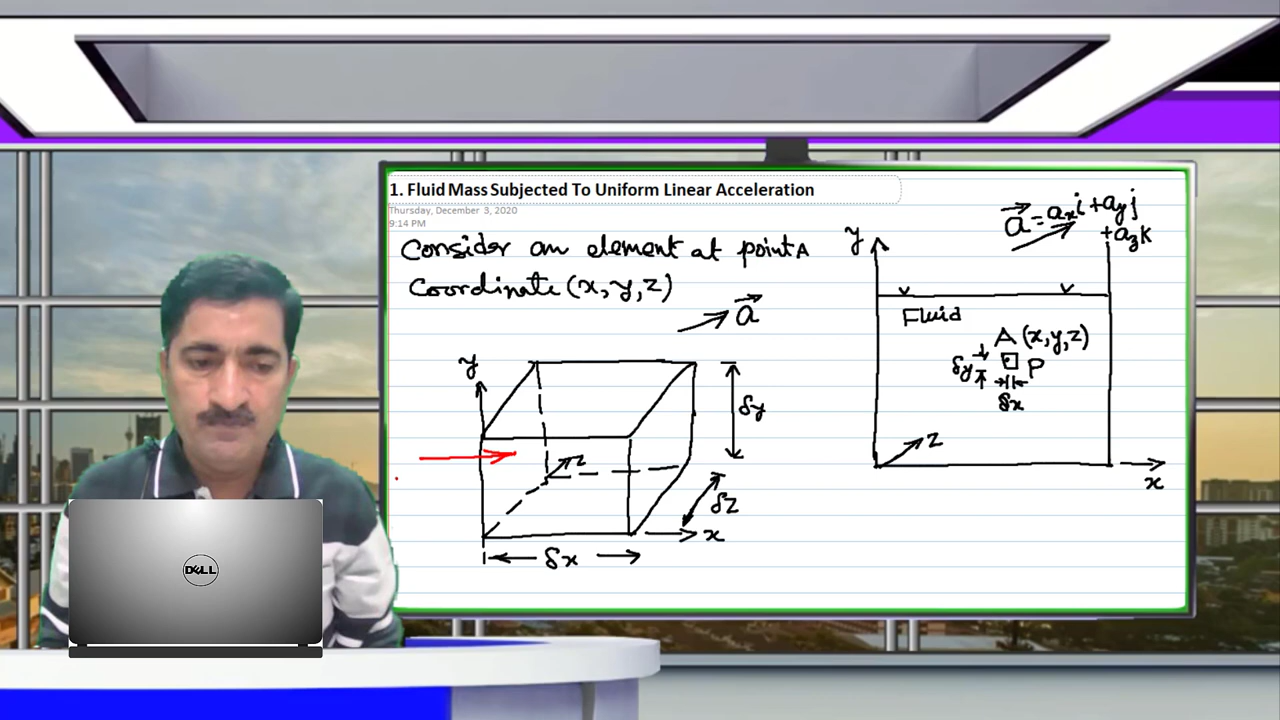 1. Fluid Mass Subjected To Uniform Linear Acceleration
Thursday, December 3, 2020
9:14 PM
Consider an element at point A
Coordinate (x, y, z)
a⃗
y
δy
z
δz
x
δx
a⃗ = axi + ayj
+ azk
y
Fluid
A (x, y, z)
δy
P
δx
z
x
DELL